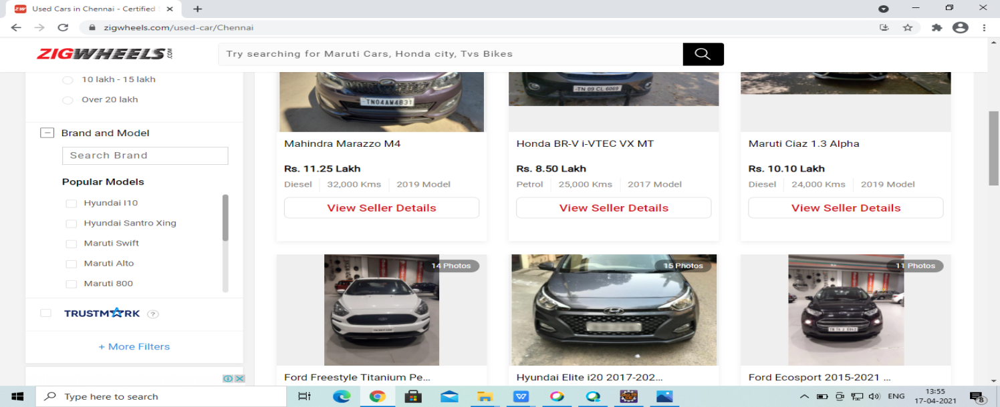 Used Cars in Chennai - Certified
zigwheels.com/used-car/Chennai
ZIGWHEELS.COM
Try searching for Maruti Cars, Honda city, Tvs Bikes
10 lakh - 15 lakh
Over 20 lakh
Brand and Model
Search Brand
Popular Models
Hyundai I10
Hyundai Santro Xing
Maruti Swift
Maruti Alto
Maruti 800
TRUSTMARK ?
+ More Filters
TN04AW4831
Mahindra Marazzo M4
Rs. 11.25 Lakh
Diesel 32,000 Kms 2019 Model
View Seller Details
TN 09 CL 6069
Honda BR-V i-VTEC VX MT
Rs. 8.50 Lakh
Petrol 25,000 Kms 2017 Model
View Seller Details
Maruti Ciaz 1.3 Alpha
Rs. 10.10 Lakh
Diesel 24,000 Kms 2019 Model
View Seller Details
14 Photos
Ford Freestyle Titanium Pe...
15 Photos
Hyundai Elite i20 2017-202...
11 Photos
Ford Ecosport 2015-2021 ...
Type here to search
ENG
13:55
17-04-2021
8